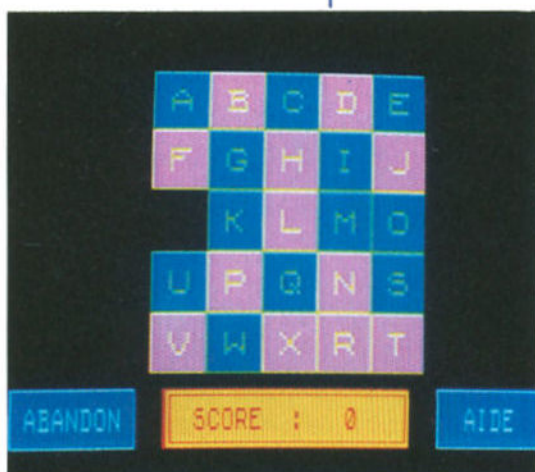 A B C D E
F G H I J
K L M O
U P Q N S
V W X R T
ABANDON SCORE : 0 AIDE